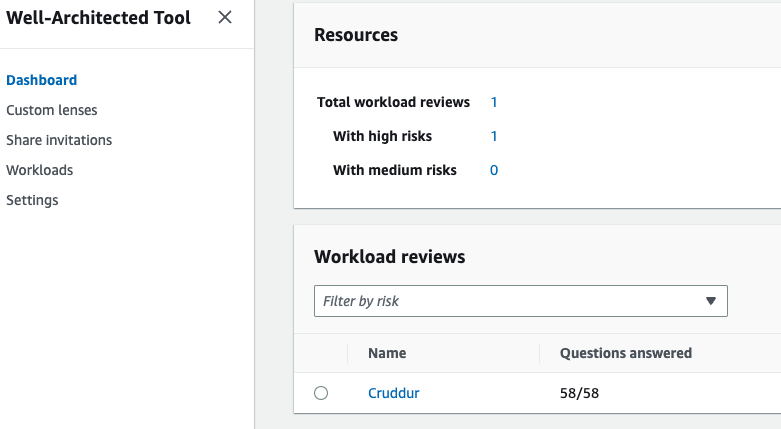 Well-Architected Tool
Dashboard
Custom lenses
Share invitations
Workloads
Settings
Resources
Total workload reviews 1
With high risks 1
With medium risks 0
Workload reviews
Filter by risk
Name Questions answered
Cruddur 58/58